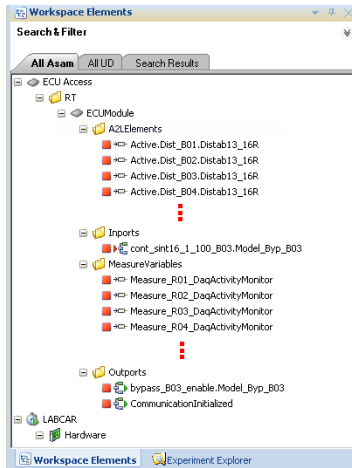 Workspace Elements
Search & Filter
All Asam All UD Search Results
ECU Access
RT
ECUModule
A2LElements
Active.Dist_B01.Distab13_16R
Active.Dist_B02.Distab13_16R
Active.Dist_B03.Distab13_16R
Active.Dist_B04.Distab13_16R
Inports
cont_sint16_1_100_B03.Model_Byp_B03
MeasureVariables
Measure_R01_DaqActivityMonitor
Measure_R02_DaqActivityMonitor
Measure_R03_DaqActivityMonitor
Measure_R04_DaqActivityMonitor
Outports
bypass_B03_enable.Model_Byp_B03
CommunicationInitialized
LABCAR
Hardware
Workspace Elements Experiment Explorer